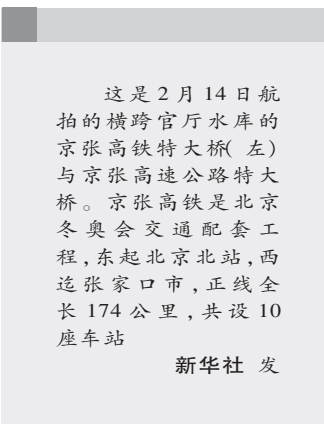 这是2月14日航
拍的横跨官厅水库的
京张高铁特大桥(左)
与京张高速公路特大
桥。京张高铁是北京
冬奥会交通配套工
程,东起北京北站,西
迄张家口市,正线全
长174公里,共设10
座车站
新华社 发